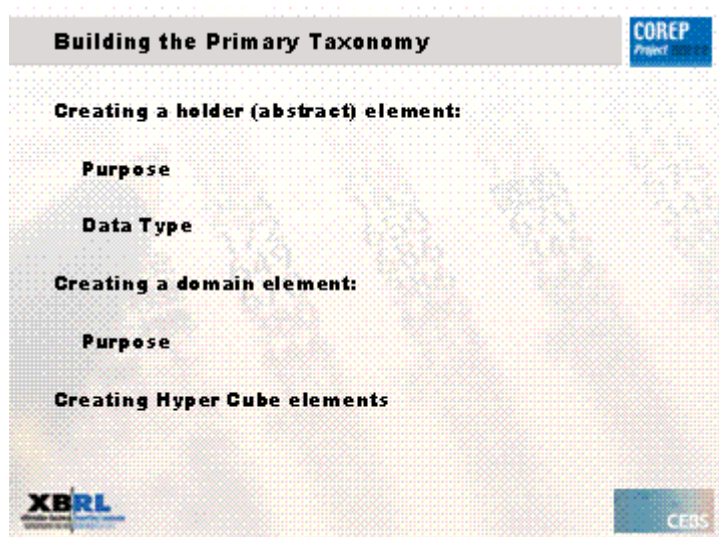 Building the Primary Taxonomy
COREP
Project
Creating a holder (abstract) element:
Purpose
Data Type
Creating a domain element:
Purpose
Creating Hyper Cube elements
XBRL
CEBS